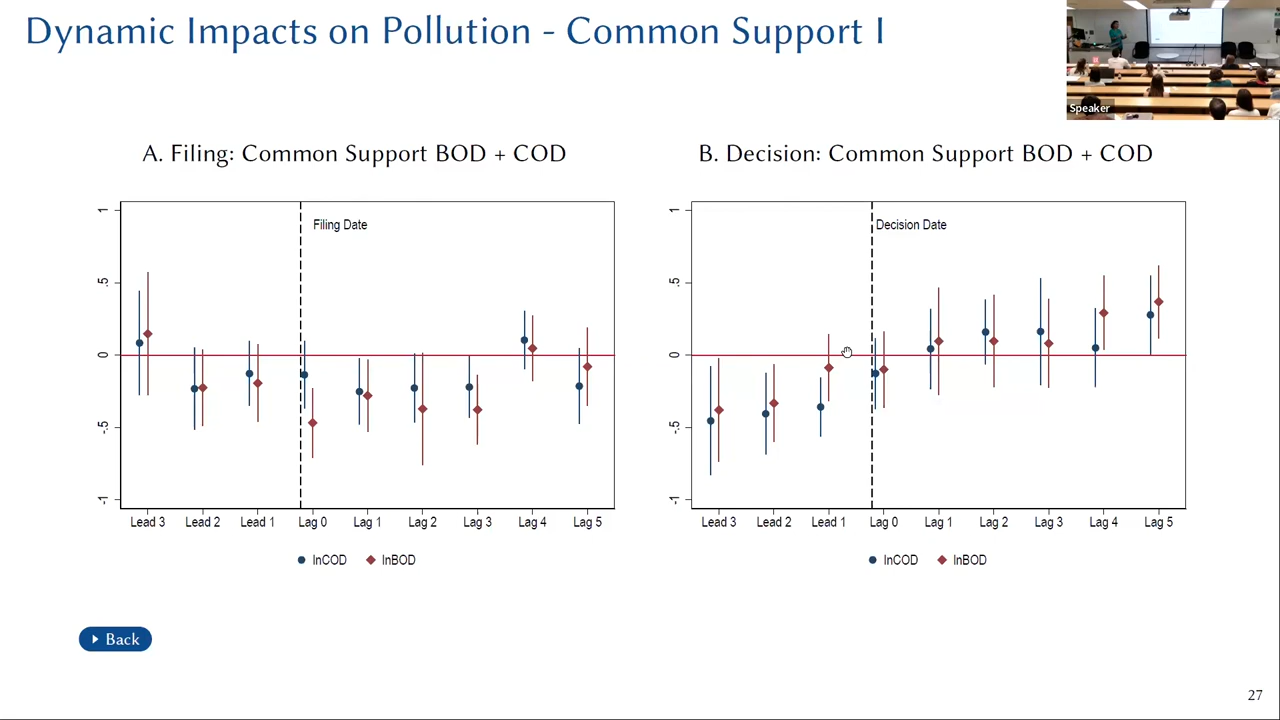 Dynamic Impacts on Pollution - Common Support I
Speaker
A. Filing: Common Support BOD + COD
1
.5
0
-.5
-1
Filing Date
Lead 3 Lead 2 Lead 1 Lag 0 Lag 1 Lag 2 Lag 3 Lag 4 Lag 5
lnCOD lnBOD
B. Decision: Common Support BOD + COD
1
.5
0
-.5
-1
Decision Date
Lead 3 Lead 2 Lead 1 Lag 0 Lag 1 Lag 2 Lag 3 Lag 4 Lag 5
lnCOD lnBOD
Back
27